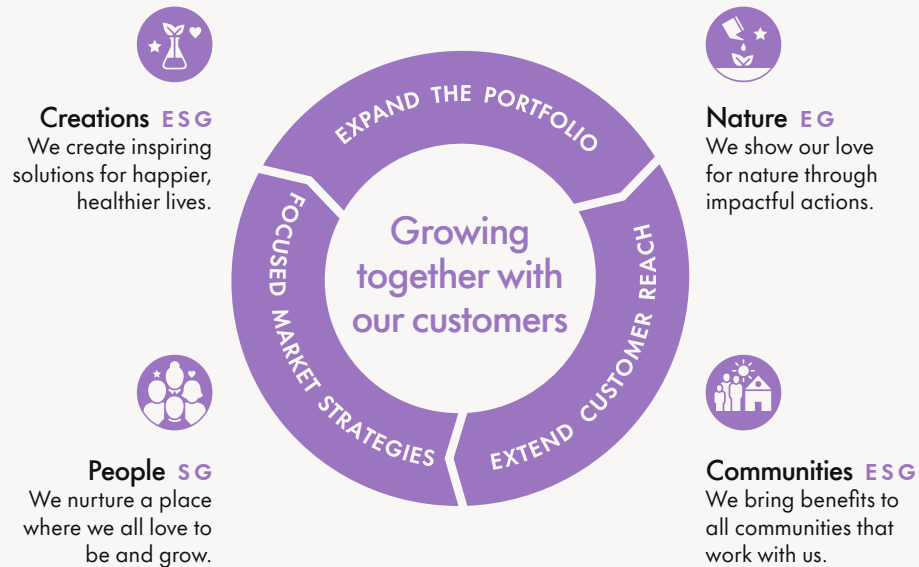 Creations ESG
We create inspiring
solutions for happier,
healthier lives.
EXPAND THE PORTFOLIO
Nature EG
We show our love
for nature through
impactful actions.
FOCUSED MARKET STRATEGIES
Growing
together with
our customers
EXTEND CUSTOMER REACH
People SG
We nurture a place
where we all love to
be and grow.
Communities ESG
We bring benefits to
all communities that
work with us.